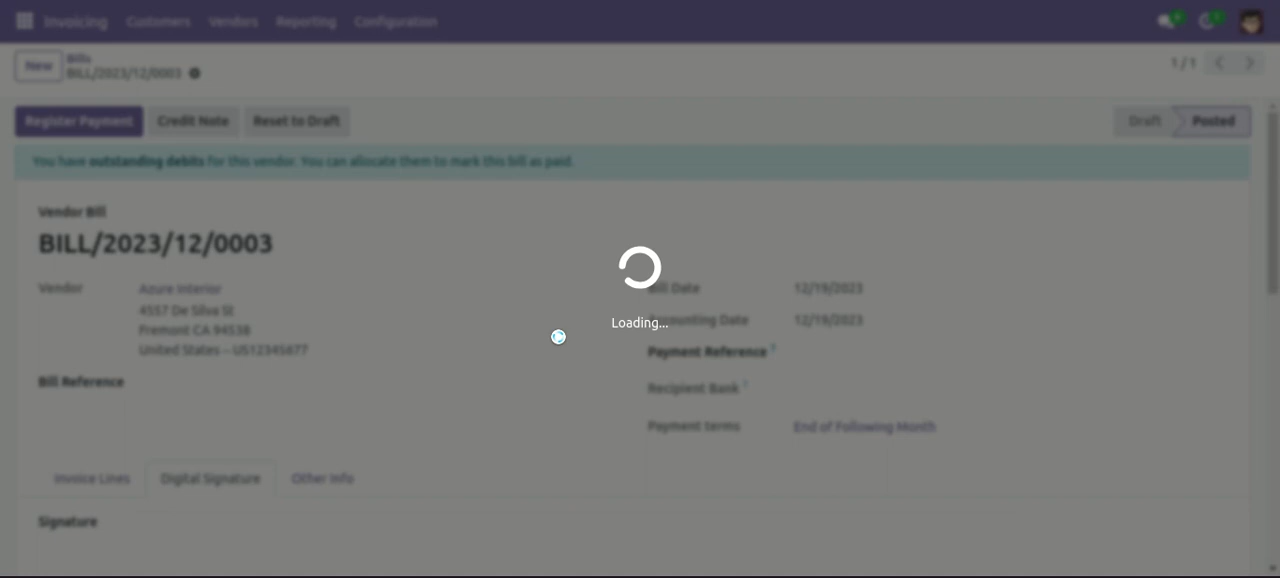 Invoicing Customers Vendors Reporting Configuration
New
Bills
BILL/2023/12/0003
1 / 1
Register Payment Credit Note Reset to Draft
Draft Posted
You have outstanding debits for this vendor. You can allocate them to mark this bill as paid.
Vendor Bill
BILL/2023/12/0003
Vendor Azure Interior
4557 De Silva St
Fremont CA 94538
United States – US12345677
Bill Reference
Bill Date 12/19/2023
Accounting Date 12/19/2023
Payment Reference ?
Recipient Bank ?
Payment terms End of Following Month
Loading...
Invoice Lines Digital Signature Other Info
Signature